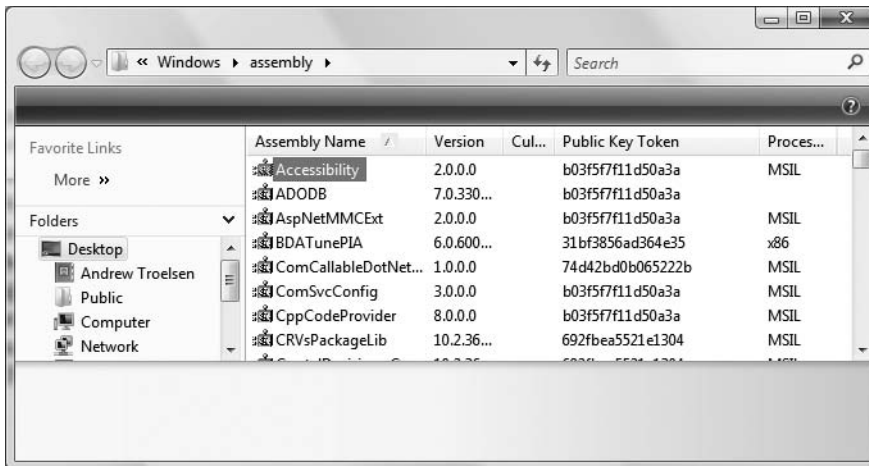 « Windows ▸ assembly ▸ Search
Favorite Links
More »
Folders
Desktop
Andrew Troelsen
Public
Computer
Network
Assembly Name Version Cul... Public Key Token Proces...
Accessibility 2.0.0.0 b03f5f7f11d50a3a MSIL
ADODB 7.0.330... b03f5f7f11d50a3a
AspNetMMCExt 2.0.0.0 b03f5f7f11d50a3a MSIL
BDATunePIA 6.0.600... 31bf3856ad364e35 x86
ComCallableDotNet... 1.0.0.0 74d42bd0b065222b MSIL
ComSvcConfig 3.0.0.0 b03f5f7f11d50a3a MSIL
CppCodeProvider 8.0.0.0 b03f5f7f11d50a3a MSIL
CRVsPackageLib 10.2.36... 692fbea5521e1304 MSIL